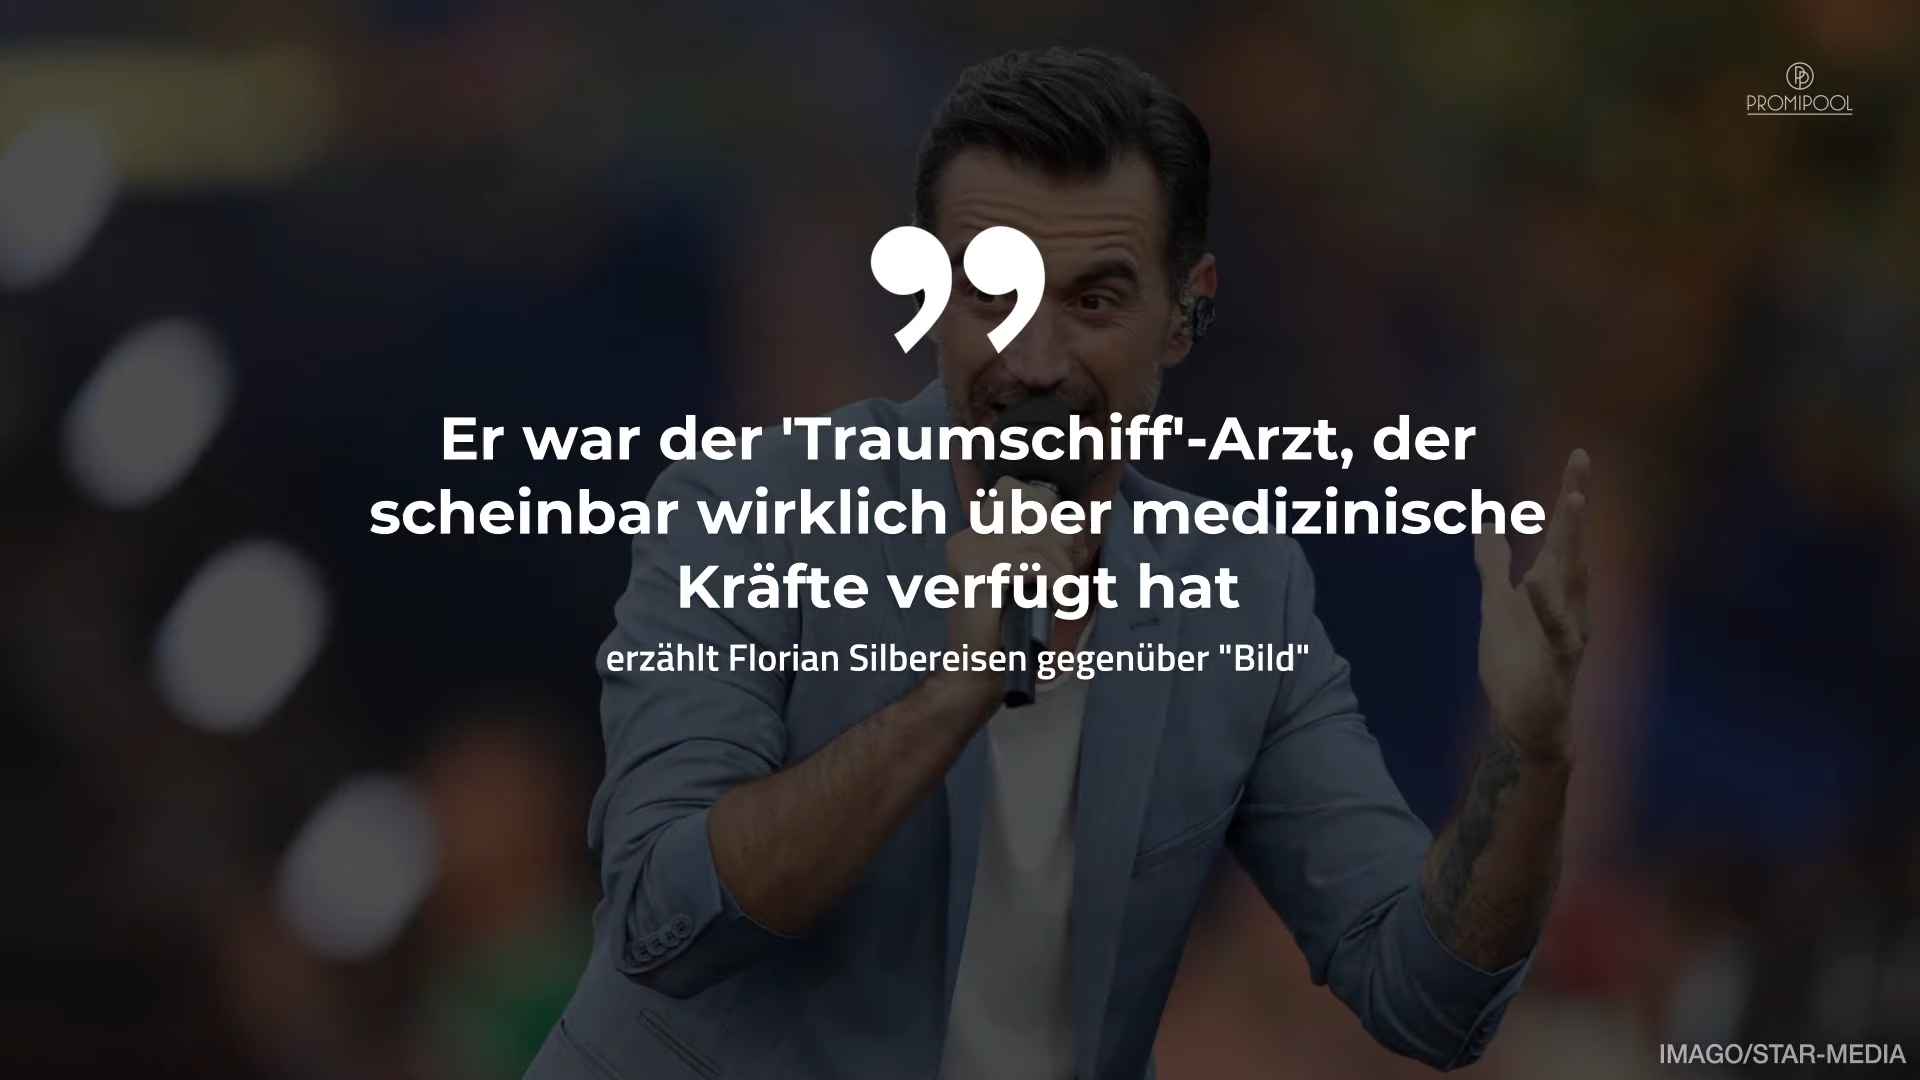 PROMIPOOL
”
Er war der 'Traumschiff'-Arzt, der
scheinbar wirklich über medizinische
Kräfte verfügt hat
erzählt Florian Silbereisen gegenüber "Bild"
IMAGO/STAR-MEDIA